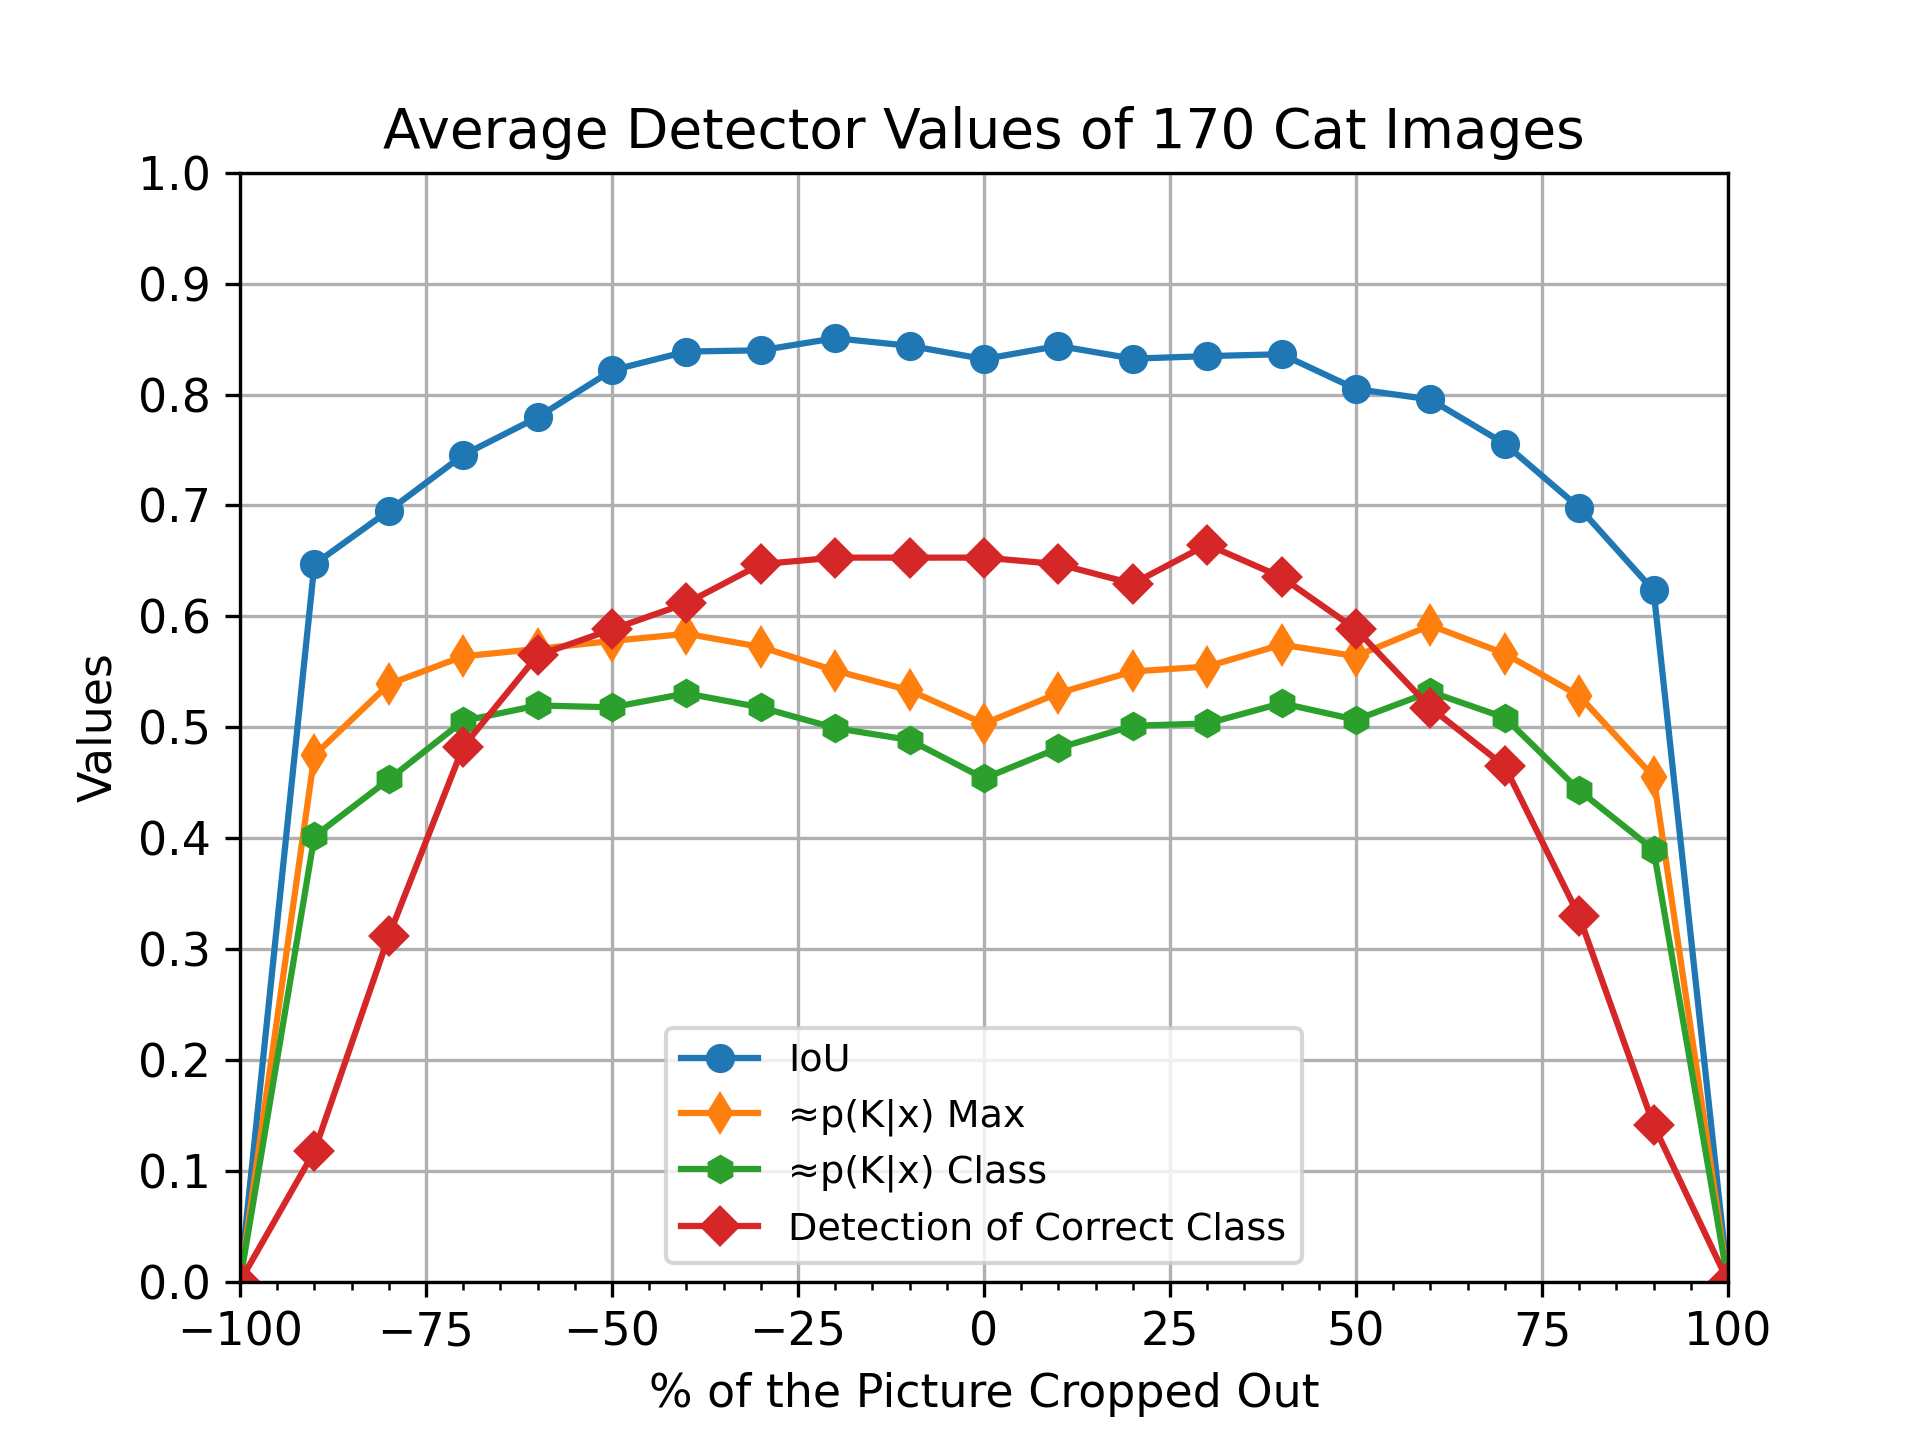 Average Detector Values of 170 Cat Images
1.0
0.9
0.8
0.7
0.6
0.5
0.4
0.3
0.2
0.1
0.0
Values
IoU
≈p(K|x) Max
≈p(K|x) Class
Detection of Correct Class
−100 −75 −50 −25 0 25 50 75 100
% of the Picture Cropped Out